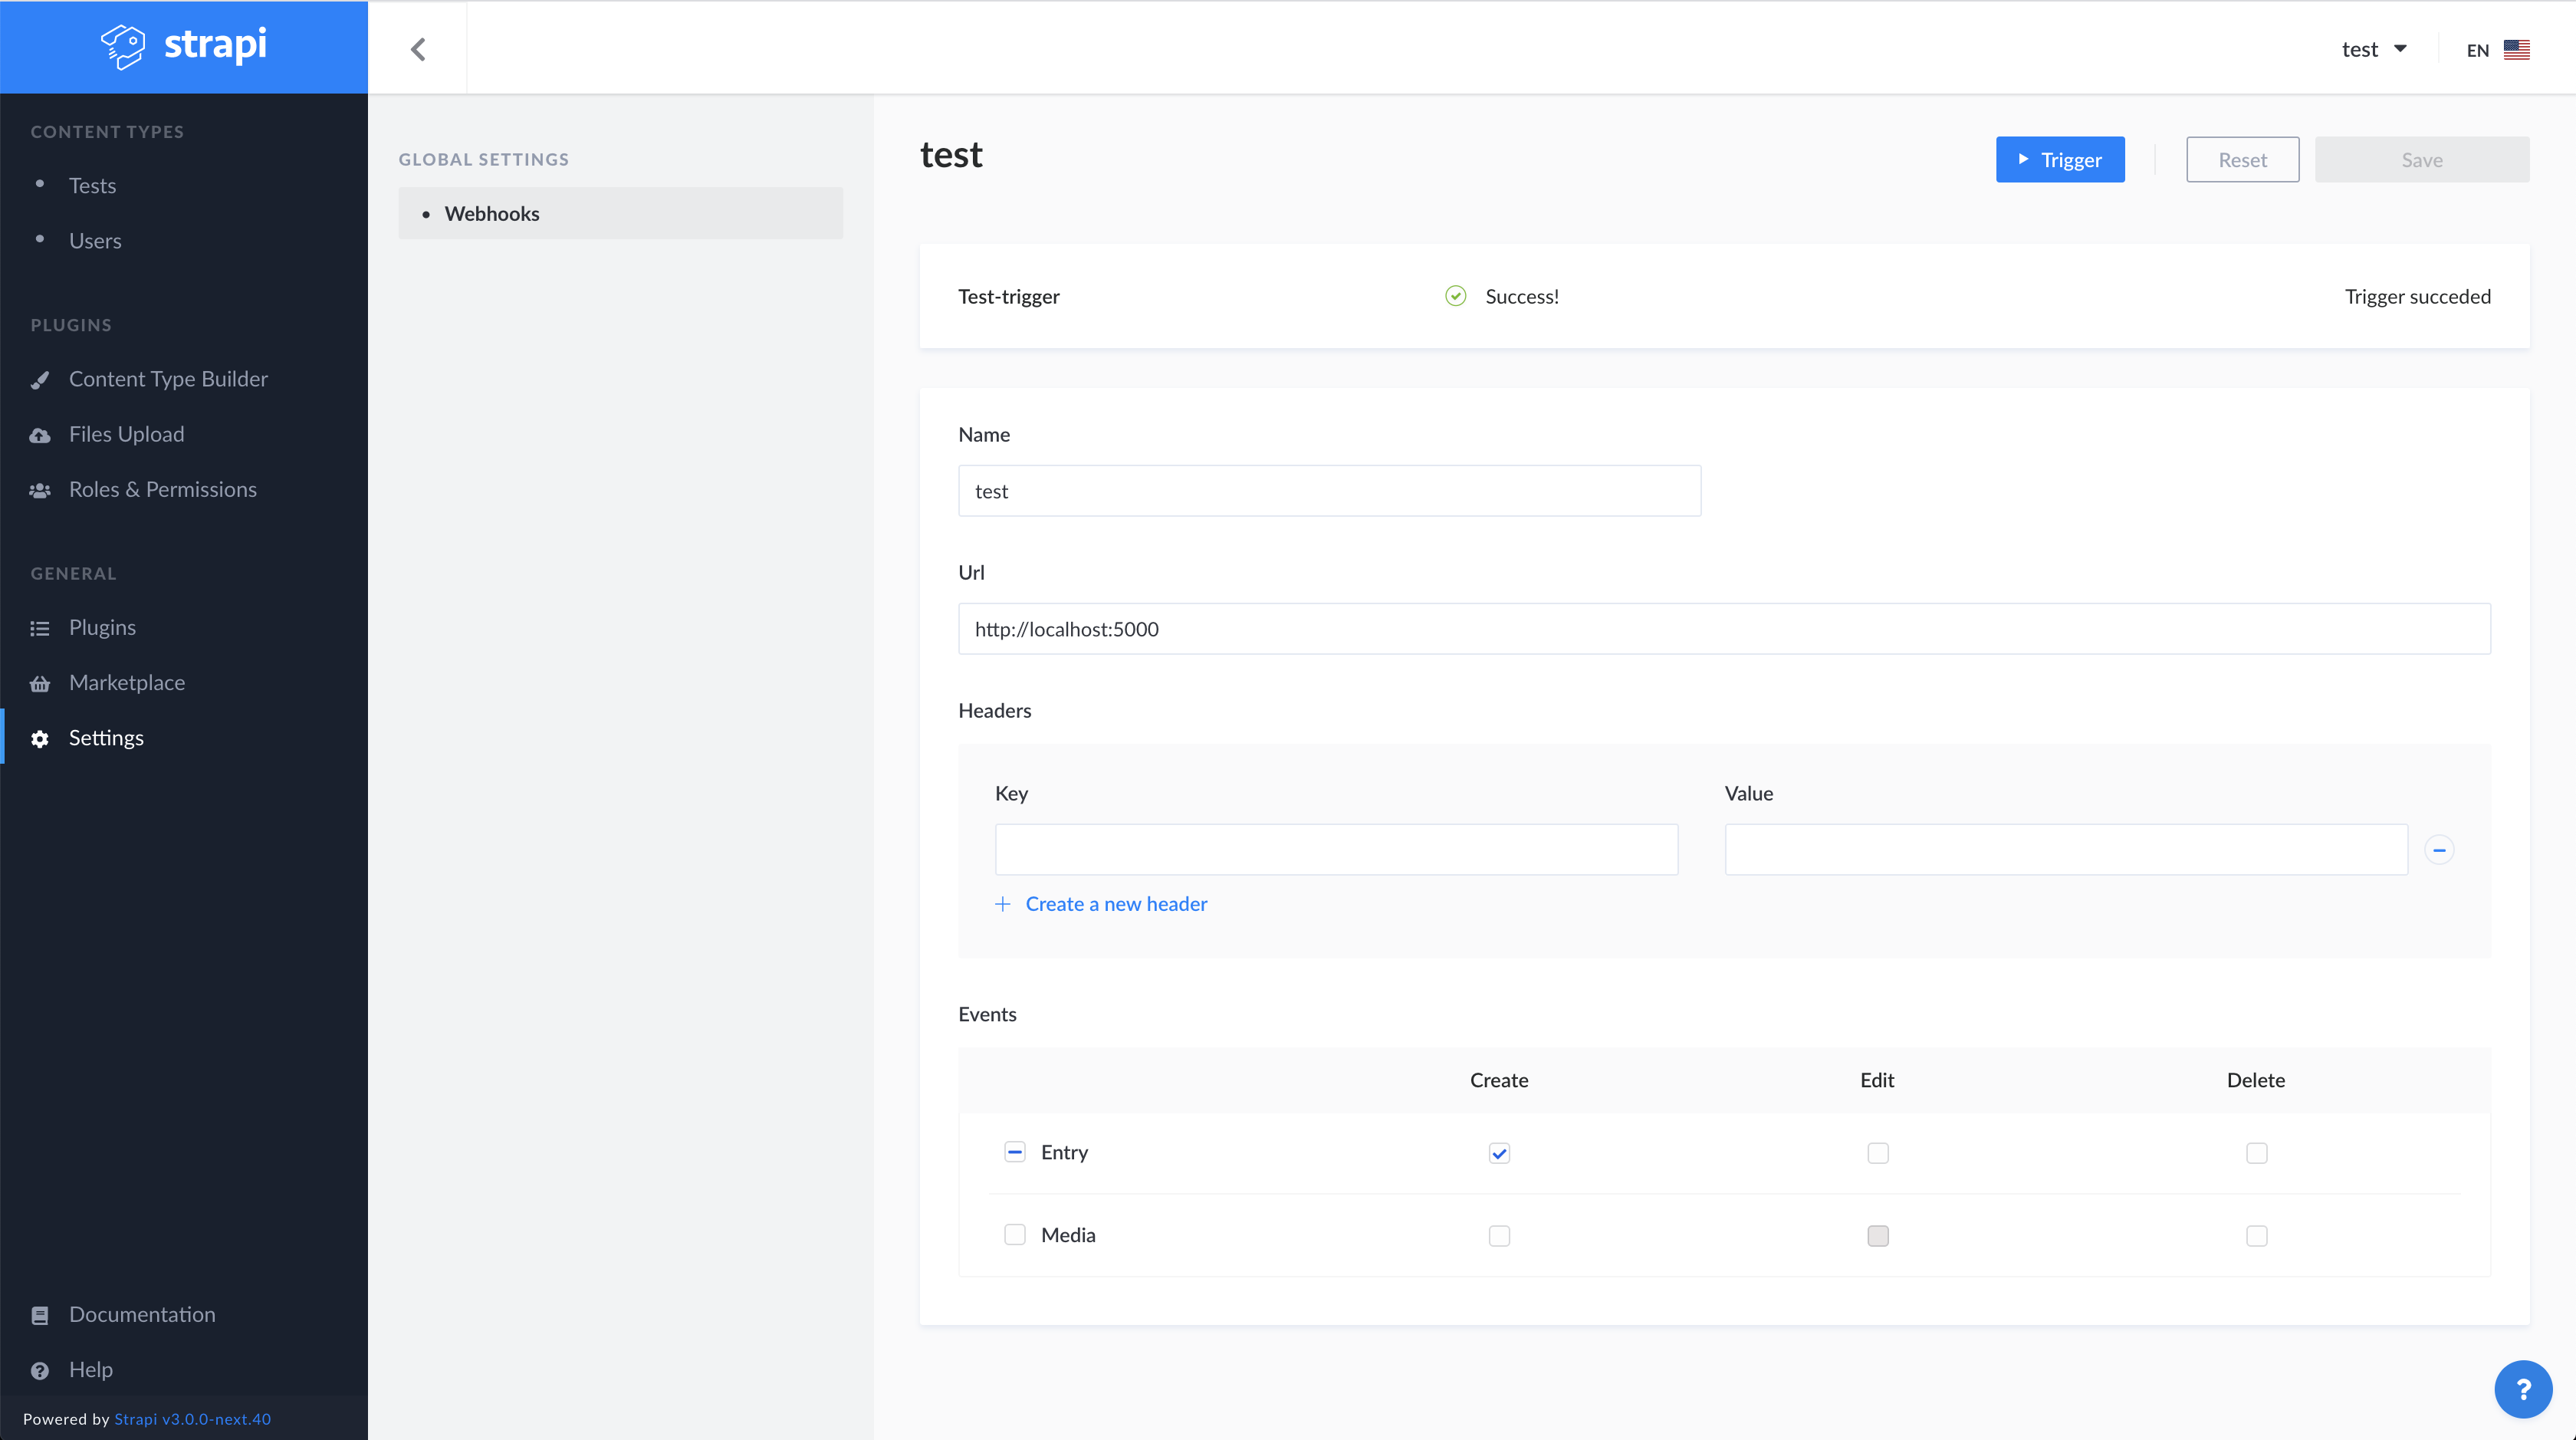 strapi
test
EN
CONTENT TYPES
Tests
Users
PLUGINS
Content Type Builder
Files Upload
Roles & Permissions
GENERAL
Plugins
Marketplace
Settings
Documentation
Help
Powered by Strapi v3.0.0-next.40
GLOBAL SETTINGS
Webhooks
test
Trigger
Reset
Save
Test-trigger Success! Trigger succeded
Name
test
Url
http://localhost:5000
Headers
Key Value
Create a new header
Events
Create Edit Delete
Entry
Media
?